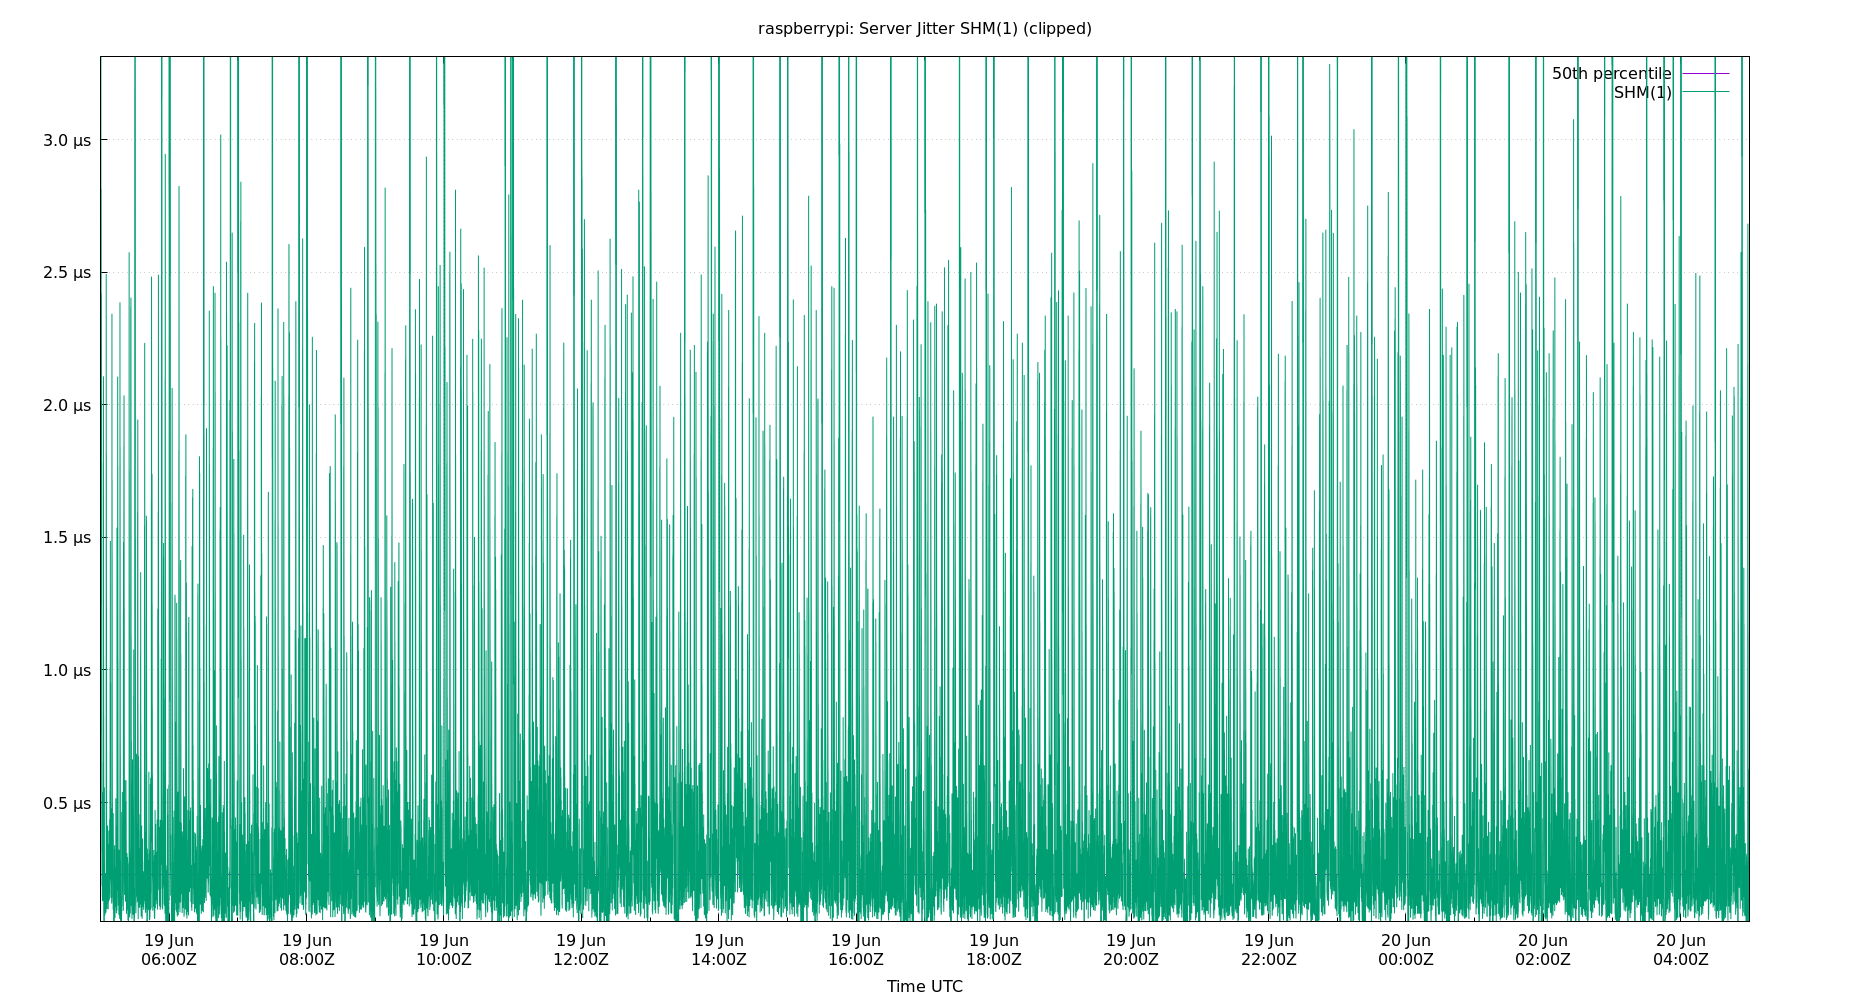 raspberrypi: Server Jitter SHM(1) (clipped)
50th percentile
SHM(1)
3.0 µs
2.5 µs
2.0 µs
1.5 µs
1.0 µs
0.5 µs
19 Jun 19 Jun 19 Jun 19 Jun 19 Jun 19 Jun 19 Jun 19 Jun 19 Jun 20 Jun 20 Jun 20 Jun
06:00Z 08:00Z 10:00Z 12:00Z 14:00Z 16:00Z 18:00Z 20:00Z 22:00Z 00:00Z 02:00Z 04:00Z
Time UTC